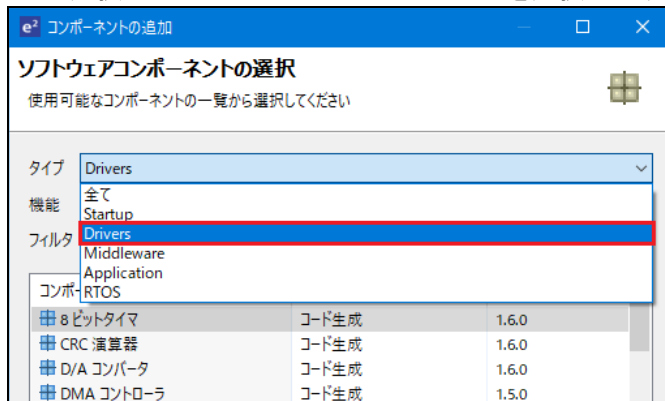 e² コンポーネントの追加
ソフトウェアコンポーネントの選択
使用可能なコンポーネントの一覧から選択してください
タイプ Drivers
機能 全て
Startup
フィルタ Drivers
Middleware
Application
コンポ- RTOS
8 ビットタイマ コード生成 1.6.0
CRC 演算器 コード生成 1.6.0
D/A コンバータ コード生成 1.6.0
DMA コントローラ コード生成 1.5.0